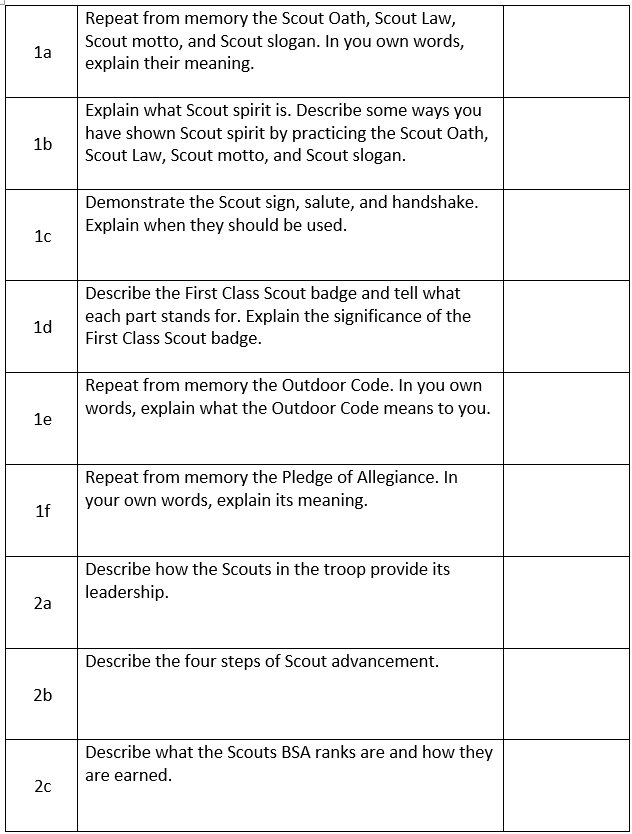 1a
Repeat from memory the Scout Oath, Scout Law,
Scout motto, and Scout slogan. In you own words,
explain their meaning.
1b
Explain what Scout spirit is. Describe some ways you
have shown Scout spirit by practicing the Scout Oath,
Scout Law, Scout motto, and Scout slogan.
1c
Demonstrate the Scout sign, salute, and handshake.
Explain when they should be used.
1d
Describe the First Class Scout badge and tell what
each part stands for. Explain the significance of the
First Class Scout badge.
1e
Repeat from memory the Outdoor Code. In you own
words, explain what the Outdoor Code means to you.
1f
Repeat from memory the Pledge of Allegiance. In
your own words, explain its meaning.
2a
Describe how the Scouts in the troop provide its
leadership.
2b
Describe the four steps of Scout advancement.
2c
Describe what the Scouts BSA ranks are and how they
are earned.